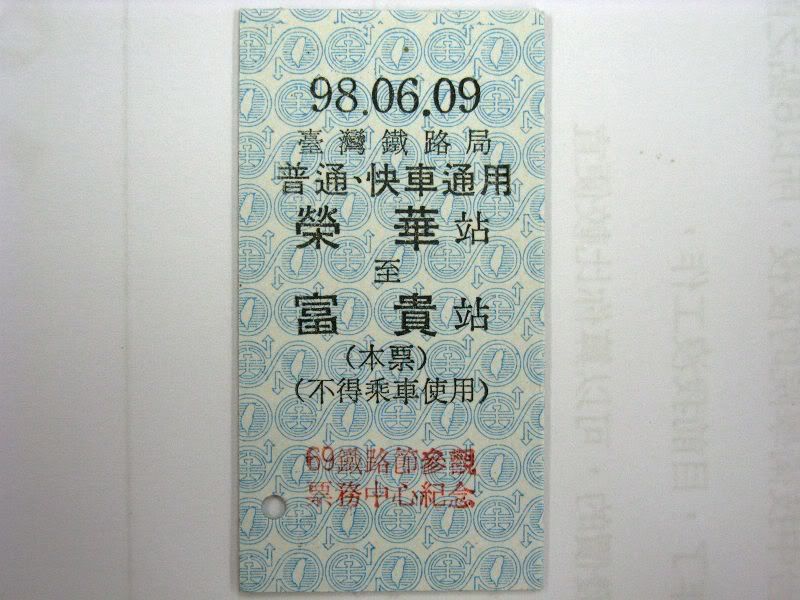 98.06.09
臺灣鐵路局
普通、快車通用
榮華站
至
富貴站
(本票)
(不得乘車使用)
69鐵路節參觀
票務中心紀念